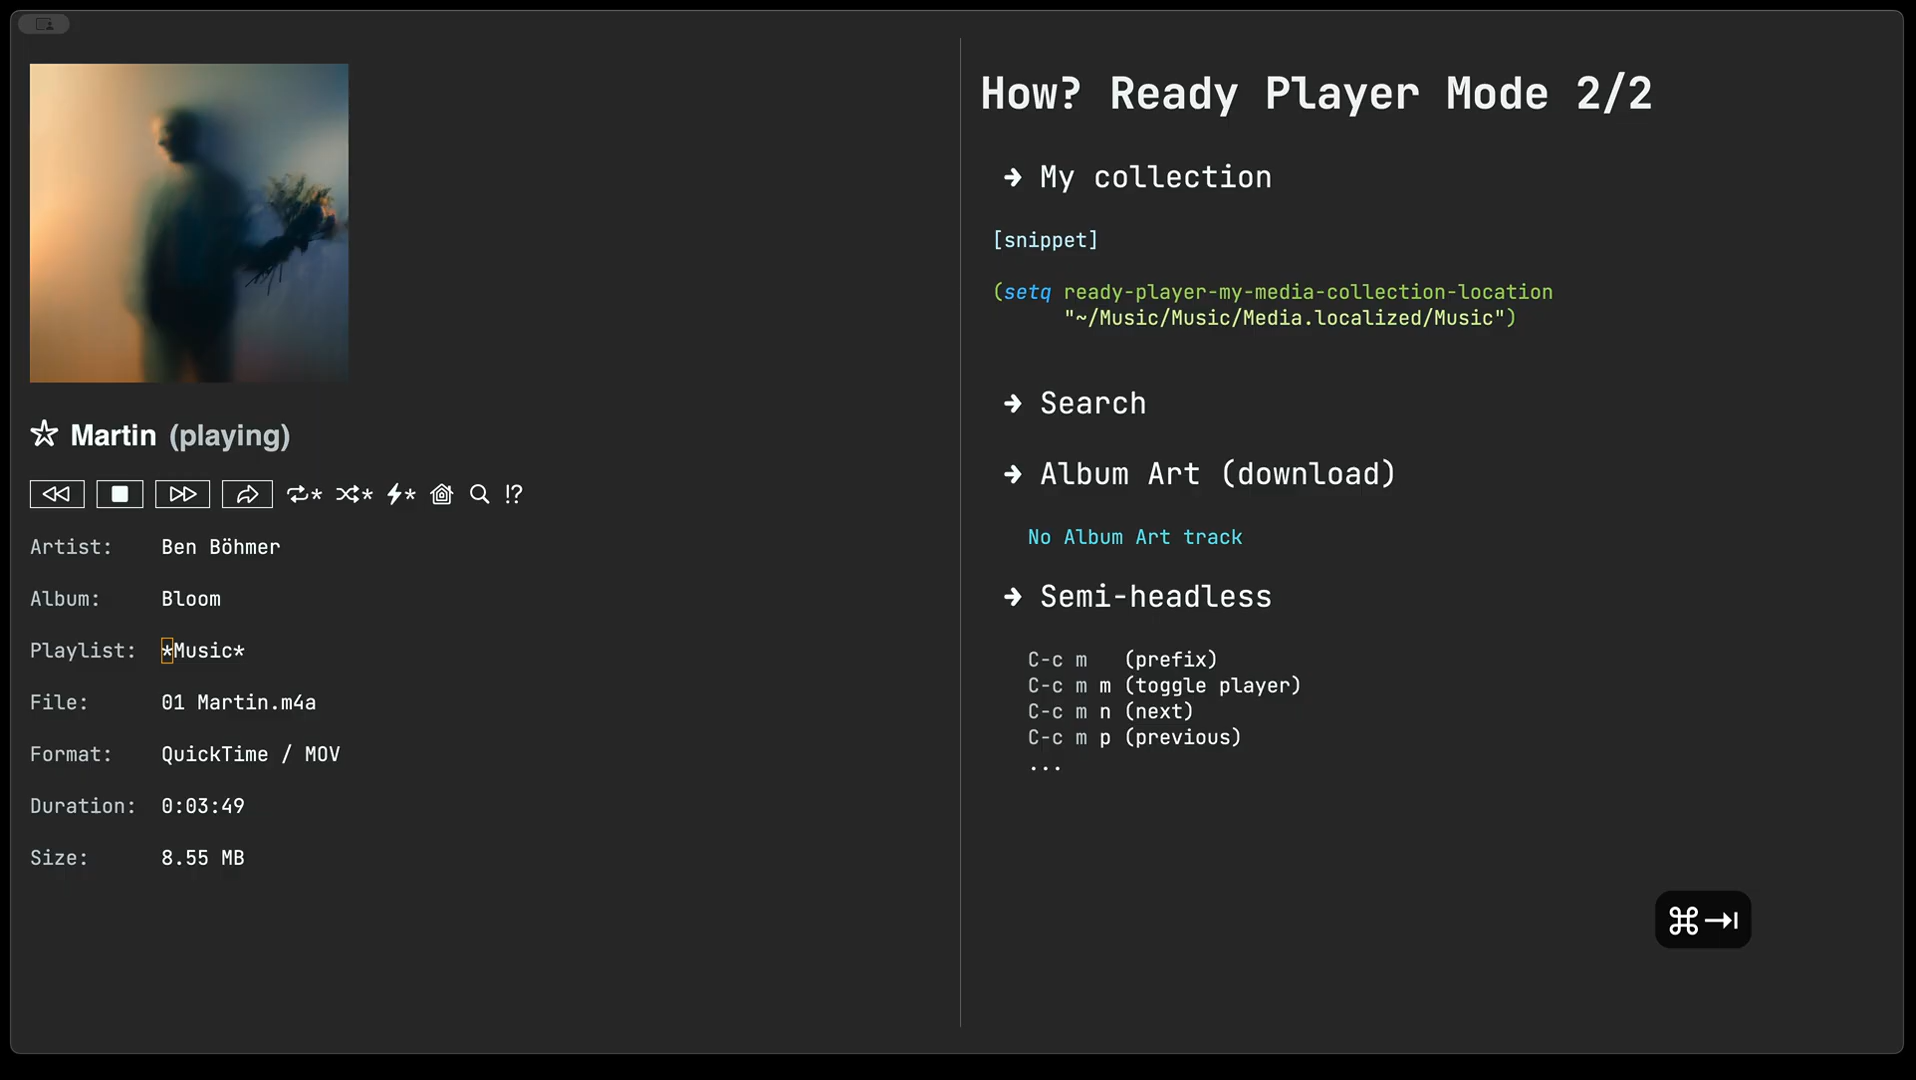 Martin (playing)
!?
Artist: Ben Böhmer
Album: Bloom
Playlist: *Music*
File: 01 Martin.m4a
Format: QuickTime / MOV
Duration: 0:03:49
Size: 8.55 MB
How? Ready Player Mode 2/2
→ My collection
[snippet]
(setq ready-player-my-media-collection-location
"~/Music/Music/Media.localized/Music")
→ Search
→ Album Art (download)
No Album Art track
→ Semi-headless
C-c m (prefix)
C-c m m (toggle player)
C-c m n (next)
C-c m p (previous)
...
⌘⇥